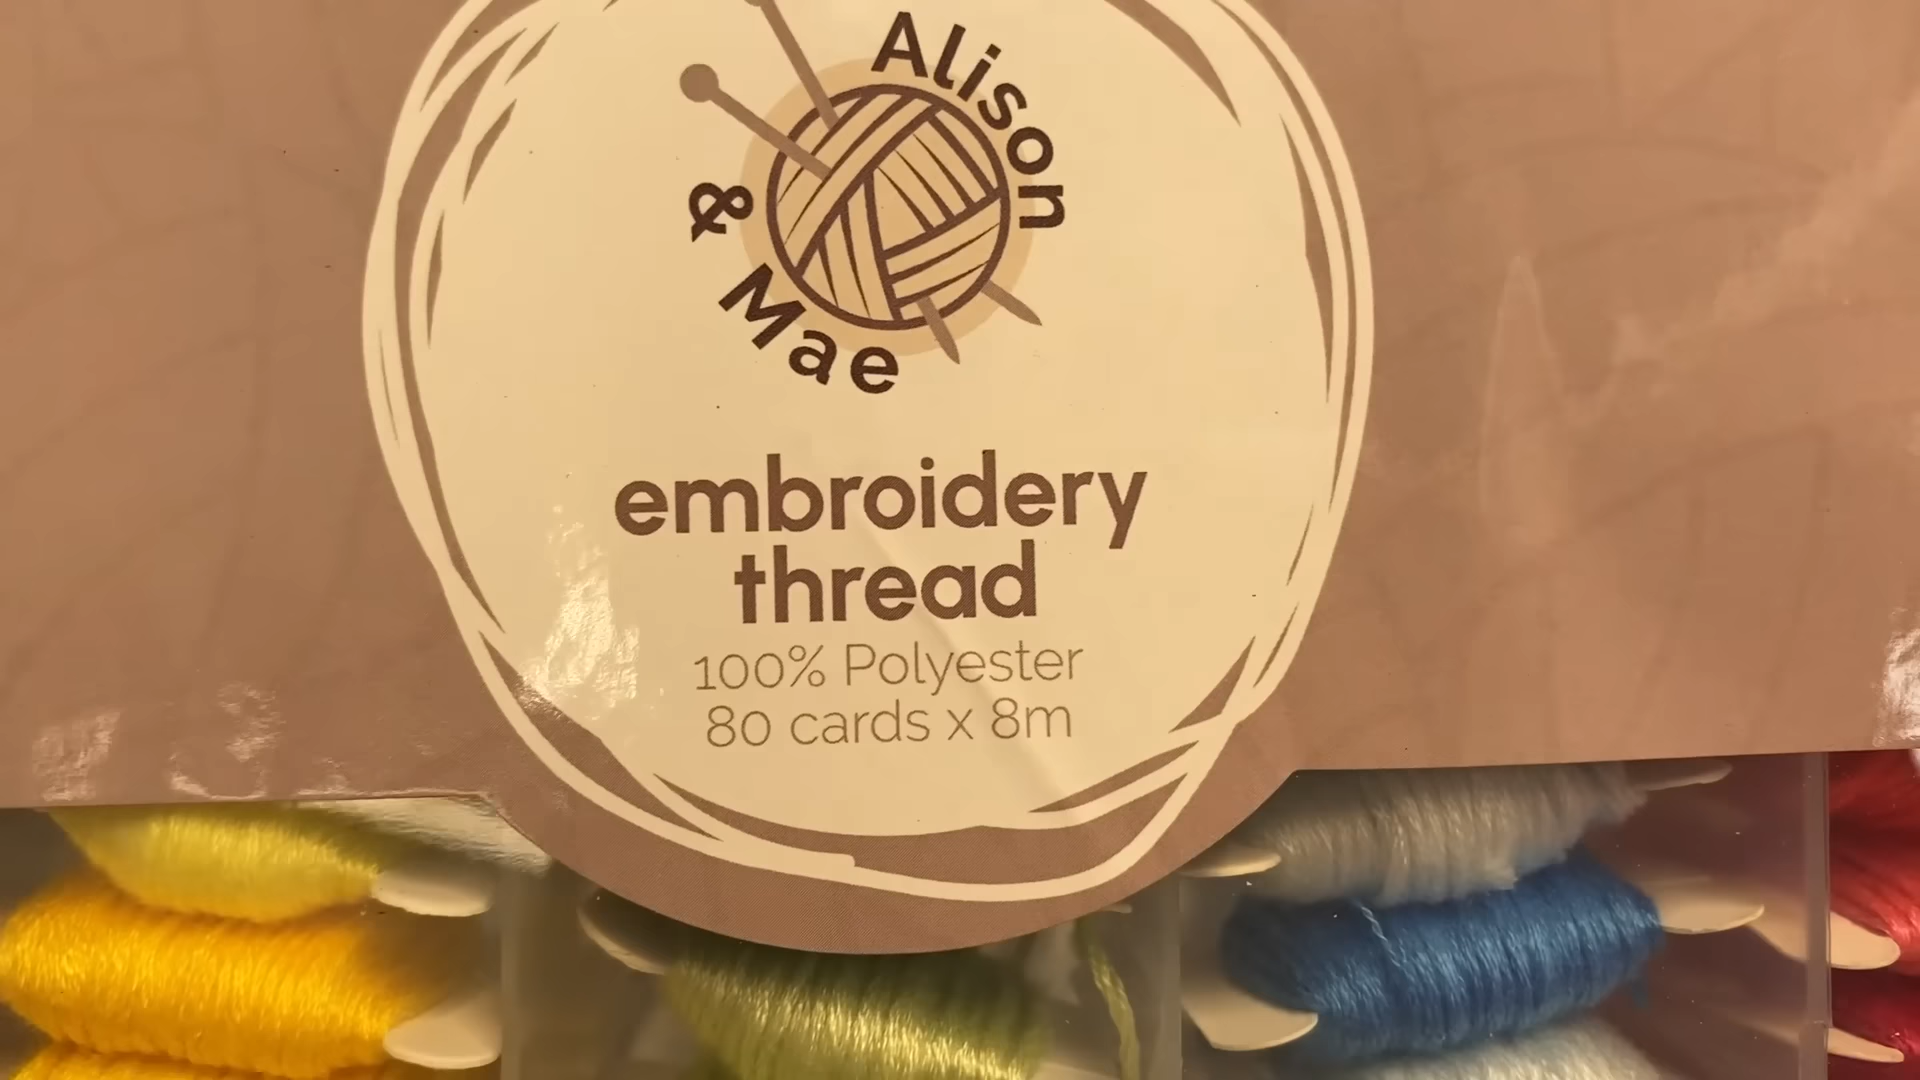 Alison
& Mae
embroidery
thread
100% Polyester
80 cards x 8m